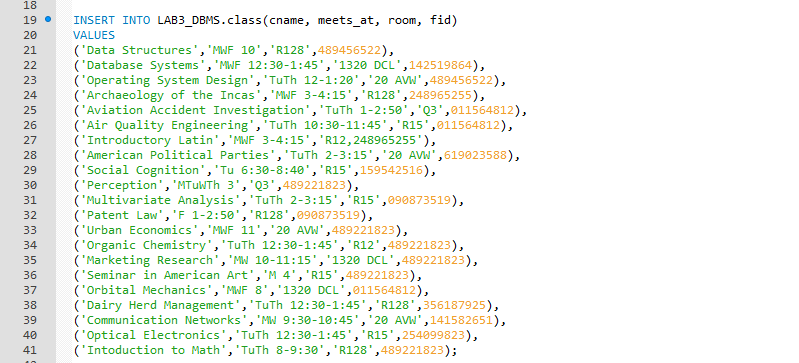 18
19 INSERT INTO LAB3_DBMS.class(cname, meets_at, room, fid)
20 VALUES
21 ('Data Structures','MWF 10','R128',489456522),
22 ('Database Systems','MWF 12:30-1:45','1320 DCL',142519864),
23 ('Operating System Design','TuTh 12-1:20','20 AVW',489456522),
24 ('Archaeology of the Incas','MWF 3-4:15','R128',248965255),
25 ('Aviation Accident Investigation','TuTh 1-2:50','Q3',011564812),
26 ('Air Quality Engineering','TuTh 10:30-11:45','R15',011564812),
27 ('Introductory Latin','MWF 3-4:15','R12,248965255'),
28 ('American Political Parties','TuTh 2-3:15','20 AVW',619023588),
29 ('Social Cognition','Tu 6:30-8:40','R15',159542516),
30 ('Perception','MTuWTh 3','Q3',489221823),
31 ('Multivariate Analysis','TuTh 2-3:15','R15',090873519),
32 ('Patent Law','F 1-2:50','R128',090873519),
33 ('Urban Economics','MWF 11','20 AVW',489221823),
34 ('Organic Chemistry','TuTh 12:30-1:45','R12',489221823),
35 ('Marketing Research','MW 10-11:15','1320 DCL',489221823),
36 ('Seminar in American Art','M 4','R15',489221823),
37 ('Orbital Mechanics','MWF 8','1320 DCL',011564812),
38 ('Dairy Herd Management','TuTh 12:30-1:45','R128',356187925),
39 ('Communication Networks','MW 9:30-10:45','20 AVW',141582651),
40 ('Optical Electronics','TuTh 12:30-1:45','R15',254099823),
41 ('Intoduction to Math','TuTh 8-9:30','R128',489221823);